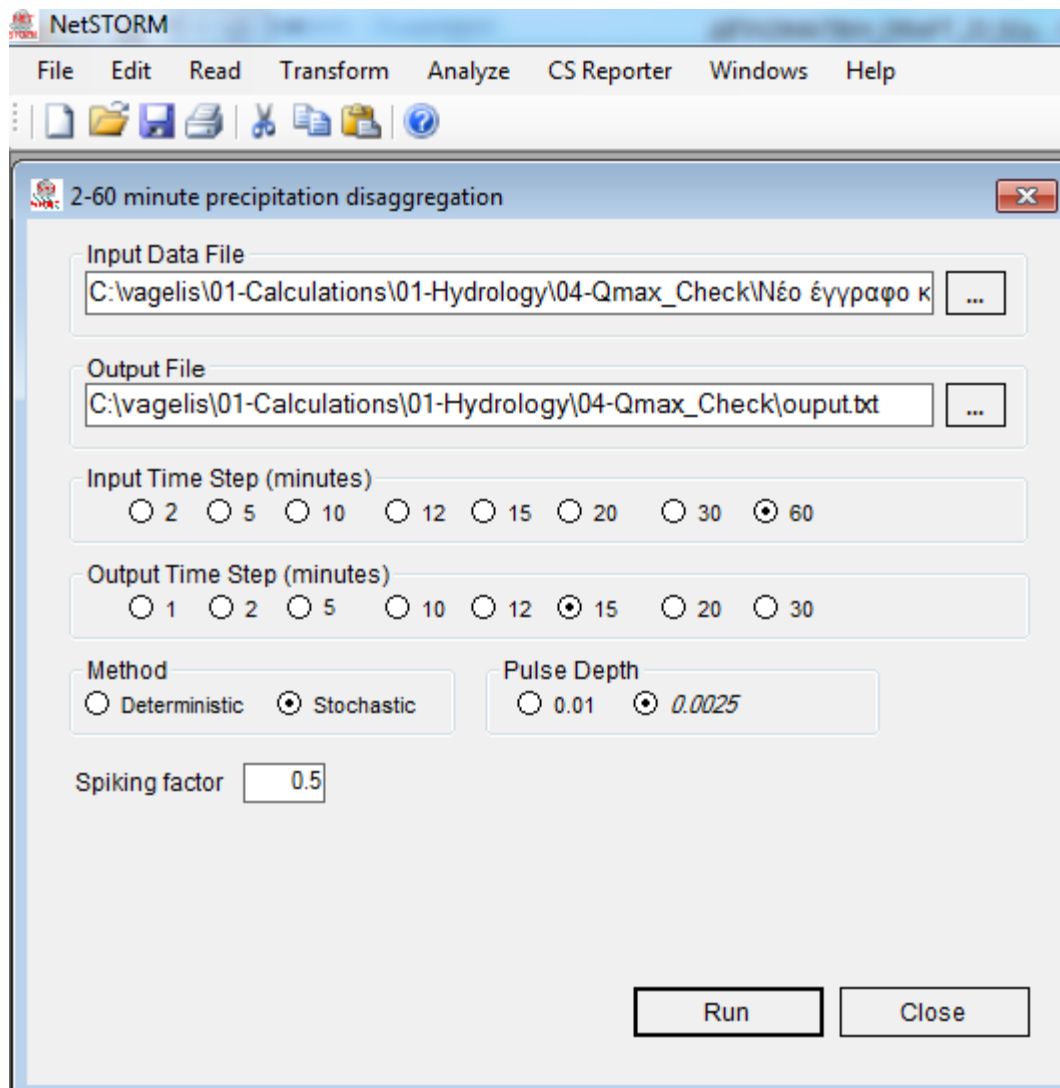 NetSTORM
File Edit Read Transform Analyze CS Reporter Windows Help
2-60 minute precipitation disaggregation
Input Data File
C:\vagelis\01-Calculations\01-Hydrology\04-Qmax_Check\Νέο έγγραφο κ ...
Output File
C:\vagelis\01-Calculations\01-Hydrology\04-Qmax_Check\ouput.txt ...
Input Time Step (minutes)
2 5 10 12 15 20 30 60
Output Time Step (minutes)
1 2 5 10 12 15 20 30
Method Pulse Depth
Deterministic Stochastic 0.01 0.0025
Spiking factor 0.5
Run Close